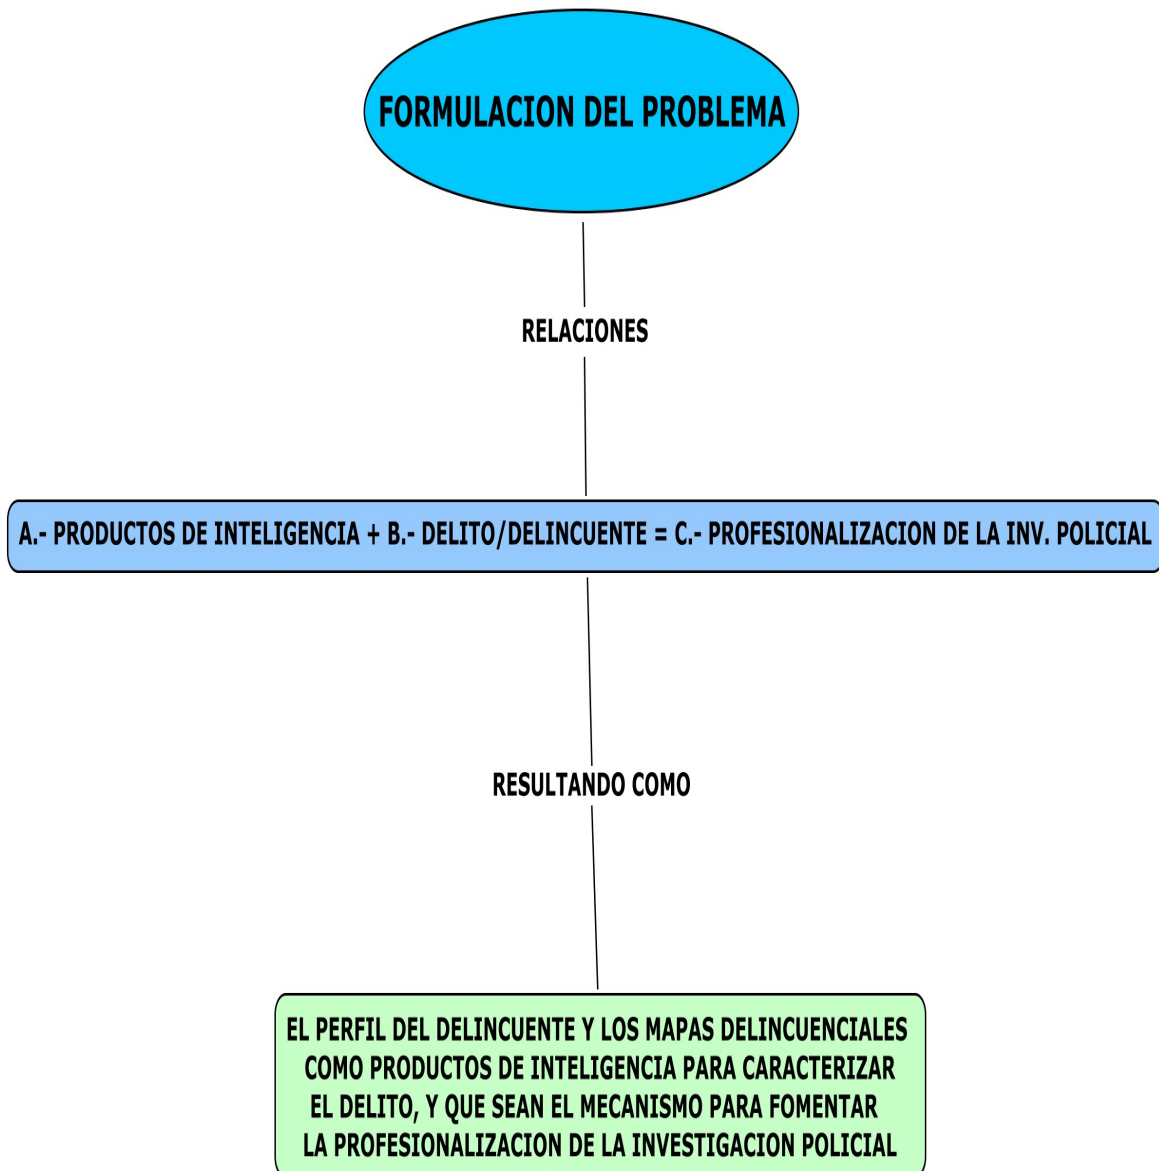 FORMULACION DEL PROBLEMA
RELACIONES
A.- PRODUCTOS DE INTELIGENCIA + B.- DELITO/DELINCUENTE = C.- PROFESIONALIZACION DE LA INV. POLICIAL
RESULTANDO COMO
EL PERFIL DEL DELINCUENTE Y LOS MAPAS DELINCUENCIALES
COMO PRODUCTOS DE INTELIGENCIA PARA CARACTERIZAR
EL DELITO, Y QUE SEAN EL MECANISMO PARA FOMENTAR
LA PROFESIONALIZACION DE LA INVESTIGACION POLICIAL